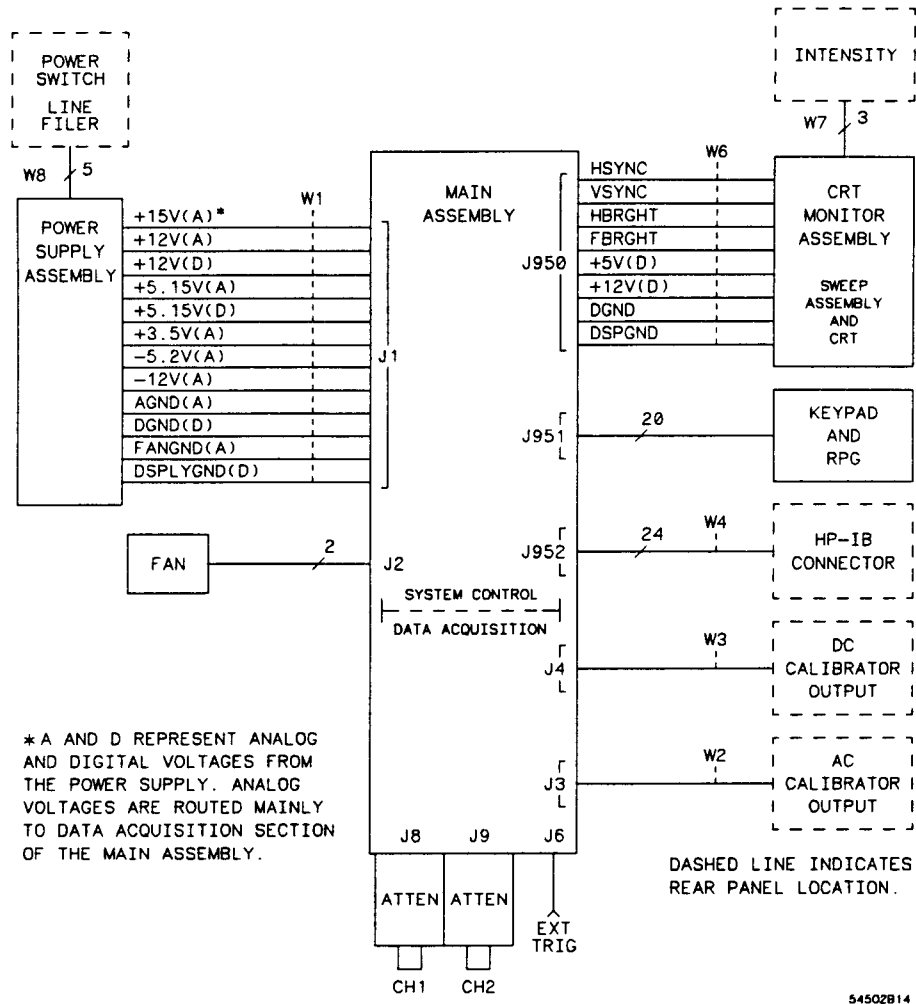 POWER
SWITCH
LINE
FILER
W8
5
POWER
SUPPLY
ASSEMBLY
+15V(A)*
+12V(A)
+12V(D)
+5.15V(A)
+5.15V(D)
+3.5V(A)
-5.2V(A)
-12V(A)
AGND(A)
DGND(D)
FANGND(A)
DSPLYGND(D)
W1
J1
FAN
2
J2
MAIN
ASSEMBLY
J950
J951
J952
SYSTEM CONTROL
DATA ACQUISITION
J4
J3
J8
J9
J6
ATTEN
ATTEN
CH1
CH2
EXT
TRIG
HSYNC
VSYNC
HBRGHT
FBRGHT
+5V(D)
+12V(D)
DGND
DSPGND
W6
INTENSITY
W7
3
CRT
MONITOR
ASSEMBLY
SWEEP
ASSEMBLY
AND
CRT
20
KEYPAD
AND
RPG
24
W4
HP-IB
CONNECTOR
W3
DC
CALIBRATOR
OUTPUT
W2
AC
CALIBRATOR
OUTPUT
*A AND D REPRESENT ANALOG
AND DIGITAL VOLTAGES FROM
THE POWER SUPPLY. ANALOG
VOLTAGES ARE ROUTED MAINLY
TO DATA ACQUISITION SECTION
OF THE MAIN ASSEMBLY.
DASHED LINE INDICATES
REAR PANEL LOCATION.
54502B14